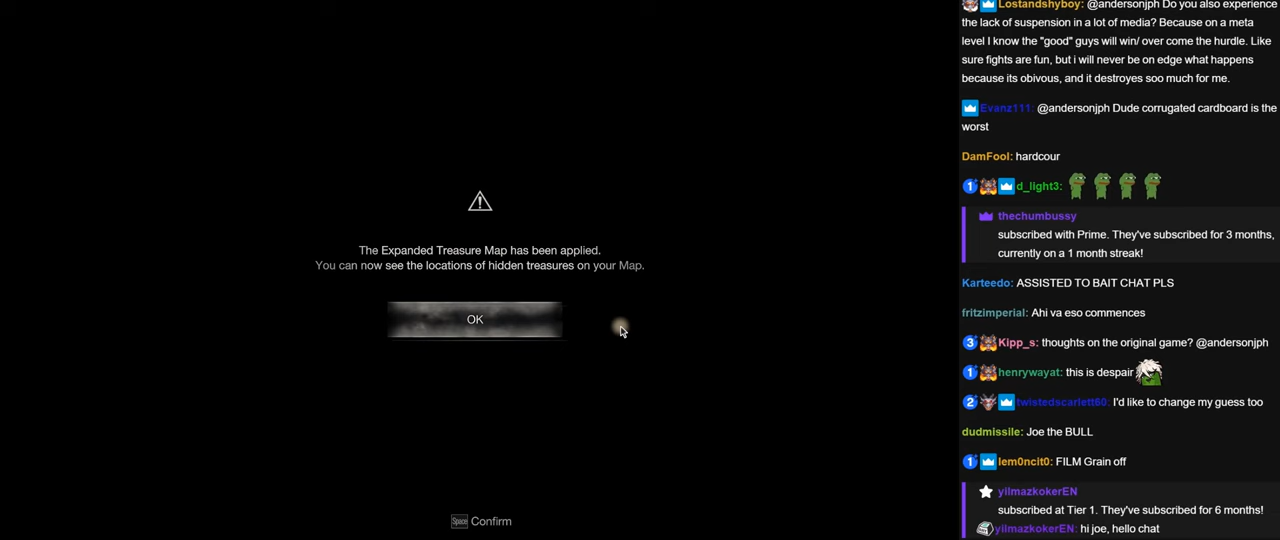 The Expanded Treasure Map has been applied.
You can now see the locations of hidden treasures on your Map.
OK
Space Confirm
Lostandshyboy: @andersonjph Do you also experience
the lack of suspension in a lot of media? Because on a meta
level I know the "good" guys will win/ over come the hurdle. Like
sure fights are fun, but i will never be on edge what happens
because its obivous, and it destroyes soo much for me.
Evanz111: @andersonjph Dude corrugated cardboard is the
worst
DamFool: hardcour
1 d_light3:
thechumbussy
subscribed with Prime. They've subscribed for 3 months,
currently on a 1 month streak!
Karteedo: ASSISTED TO BAIT CHAT PLS
fritzimperial: Ahi va eso commences
3 Kipp_s: thoughts on the original game? @andersonjph
1 henrywayat: this is despair
2 twistedscarlett60: I'd like to change my guess too
dudmissile: Joe the BULL
1 lem0ncit0: FILM Grain off
yilmazkokerEN
subscribed at Tier 1. They've subscribed for 6 months!
yilmazkokerEN: hi joe, hello chat